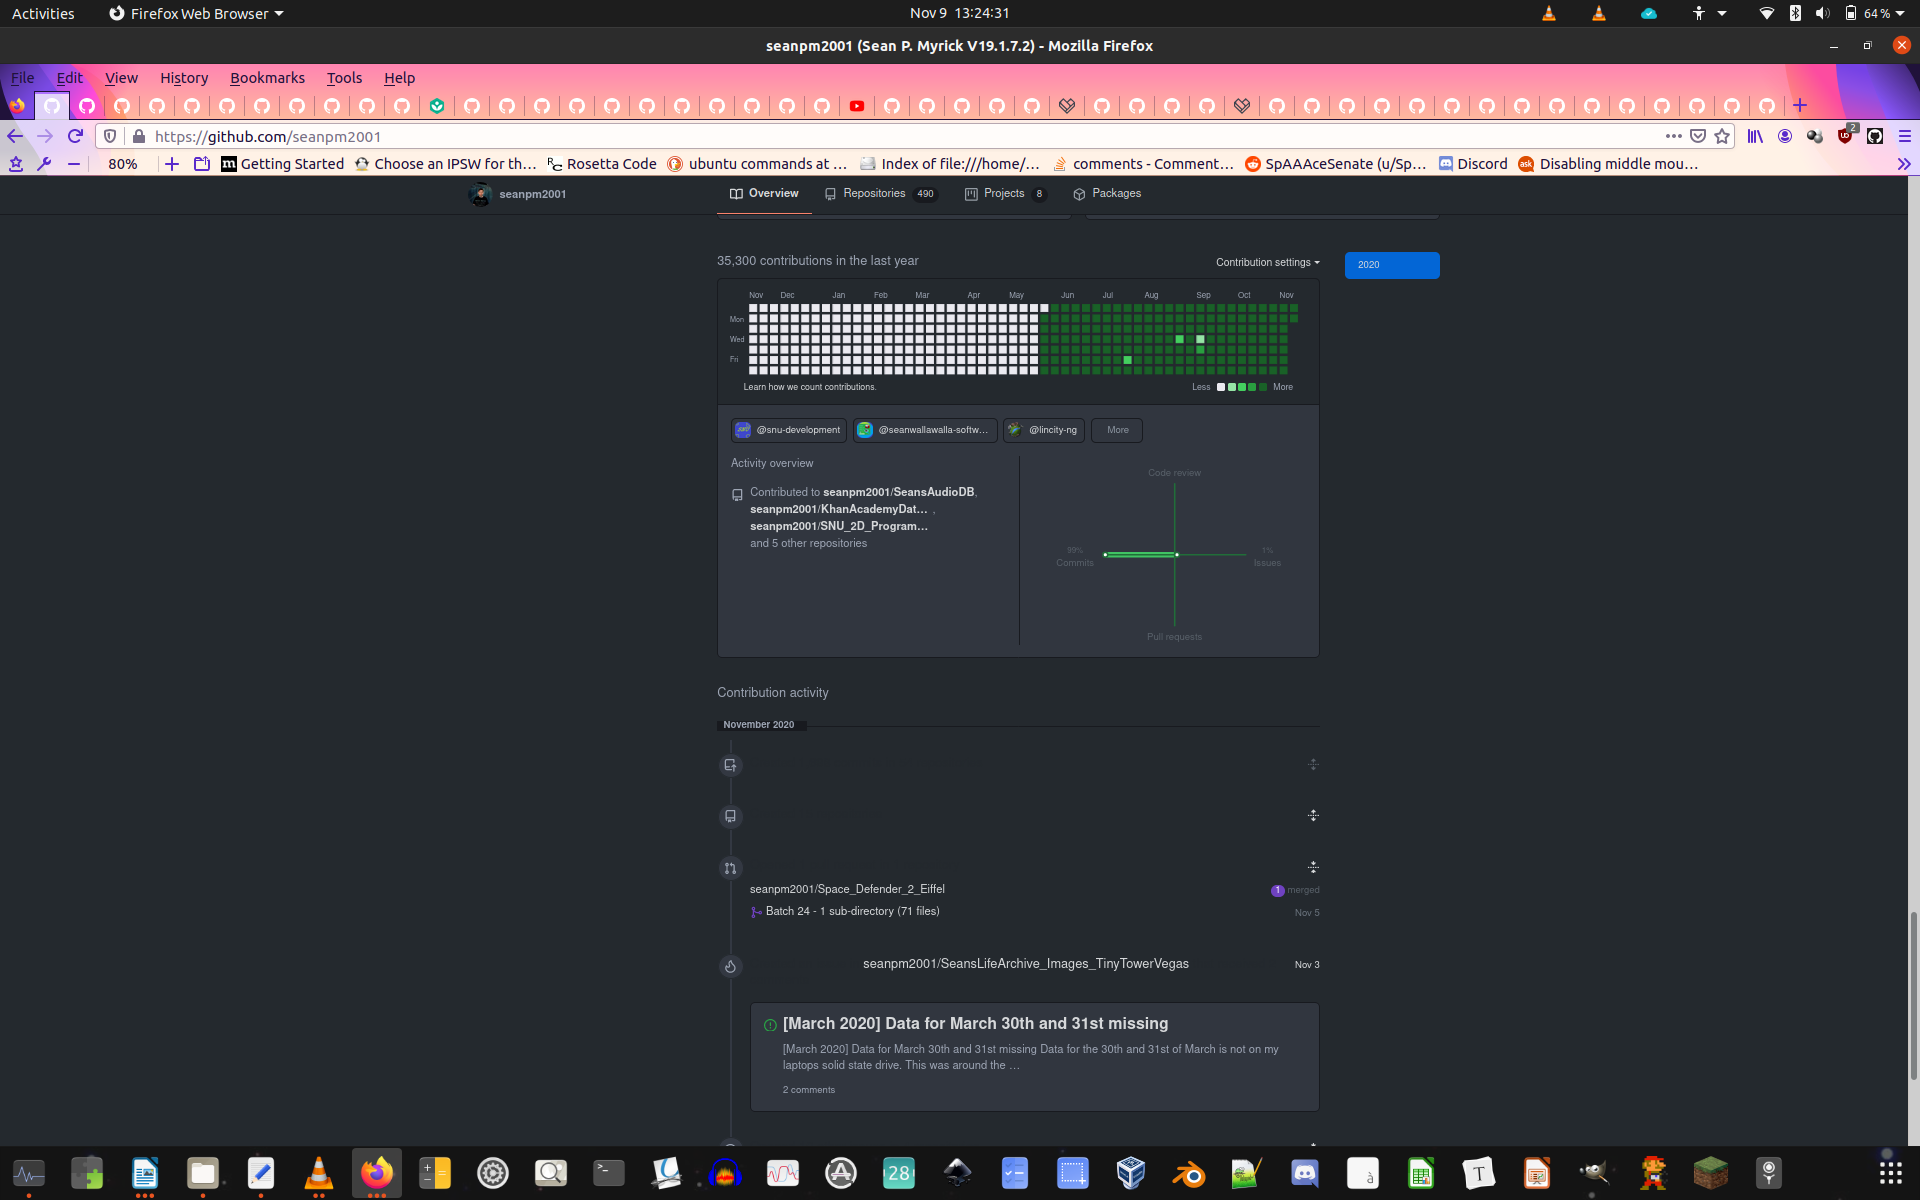 Activities
Firefox Web Browser
Nov 9 13:24:31
64 %
seanpm2001 (Sean P. Myrick V19.1.7.2) - Mozilla Firefox
File Edit View History Bookmarks Tools Help
https://github.com/seanpm2001
2
80%
Getting Started
Choose an IPSW for th…
Rosetta Code
ubuntu commands at …
Index of file:///home/…
comments - Comment…
SpAAAceSenate (u/Sp…
Discord
Disabling middle mou…
seanpm2001
Overview
Repositories 490
Projects 8
Packages
35,300 contributions in the last year
Contribution settings
2020
Nov Dec Jan Feb Mar Apr May Jun Jul Aug Sep Oct Nov
Mon
Wed
Fri
Learn how we count contributions.
Less More
@snu-development
@seanwallawalla-softw…
@lincity-ng
More
Activity overview
Contributed to seanpm2001/SeansAudioDB,
seanpm2001/KhanAcademyDat… ,
seanpm2001/SNU_2D_Program…
and 5 other repositories
Code review
99%
Commits
1%
Issues
Pull requests
Contribution activity
November 2020
seanpm2001/Space_Defender_2_Eiffel
1 merged
Batch 24 - 1 sub-directory (71 files)
Nov 5
seanpm2001/SeansLifeArchive_Images_TinyTowerVegas
Nov 3
[March 2020] Data for March 30th and 31st missing
[March 2020] Data for March 30th and 31st missing Data for the 30th and 31st of March is not on my
laptops solid state drive. This was around the …
2 comments
28